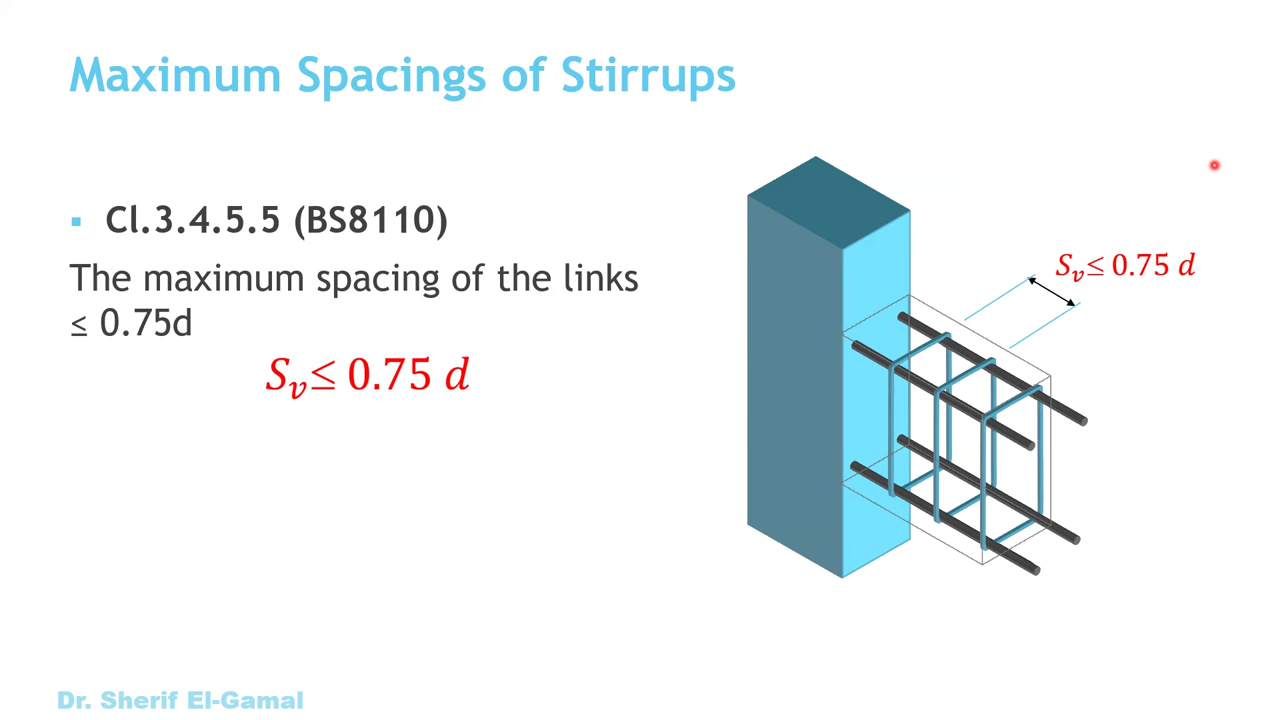 Maximum Spacings of Stirrups
▪ Cl.3.4.5.5 (BS8110)
The maximum spacing of the links
≤ 0.75d
Sᵥ≤ 0.75 d
Sᵥ≤ 0.75 d
Dr. Sherif El-Gamal